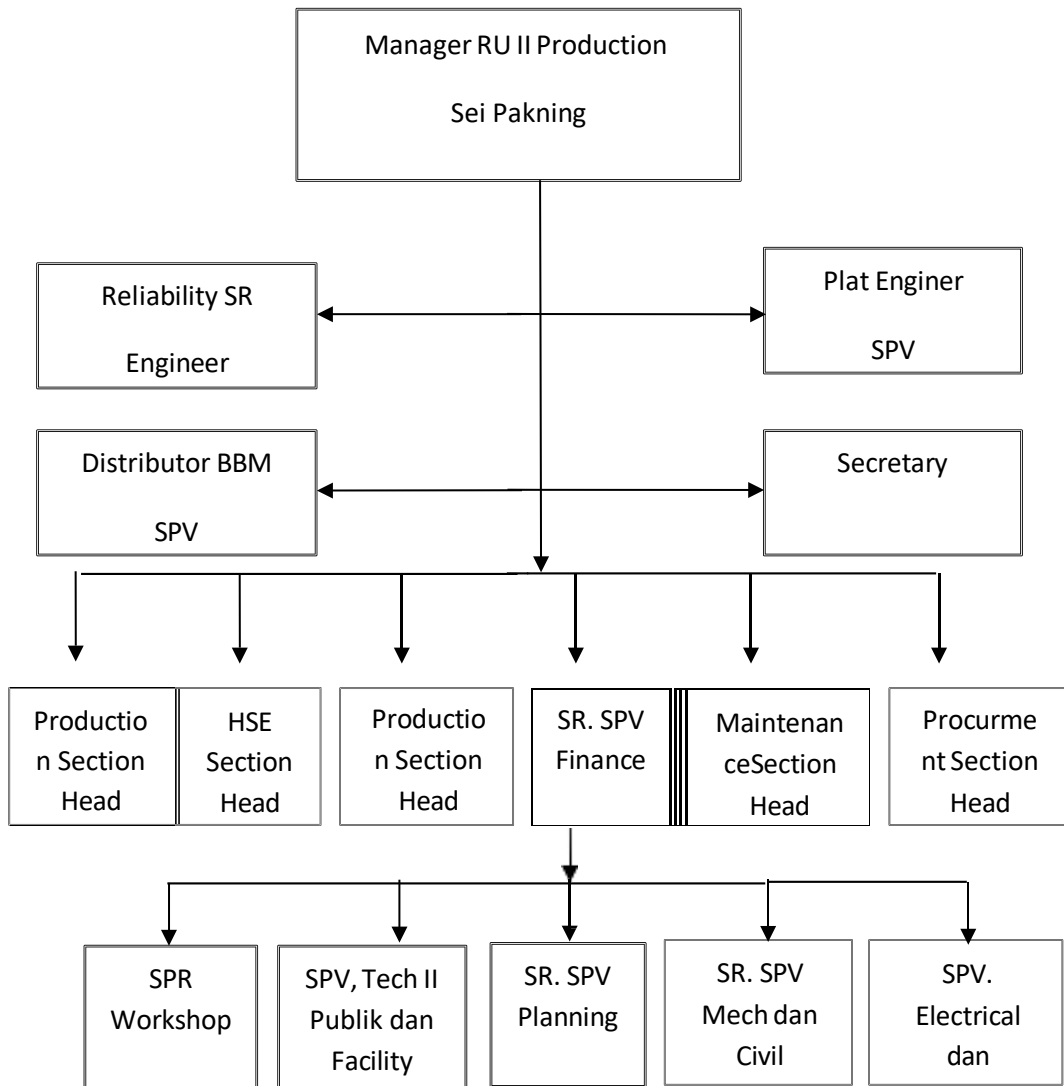 Manager RU II Production
Sei Pakning
Reliability SR
Engineer
Plat Enginer
SPV
Distributor BBM
SPV
Secretary
Productio
n Section
Head
HSE
Section
Head
Productio
n Section
Head
SR. SPV
Finance
Maintenan
ceSection
Head
Procurme
nt Section
Head
SPR
Workshop
SPV, Tech II
Publik dan
Facility
SR. SPV
Planning
SR. SPV
Mech dan
Civil
SPV.
Electrical
dan